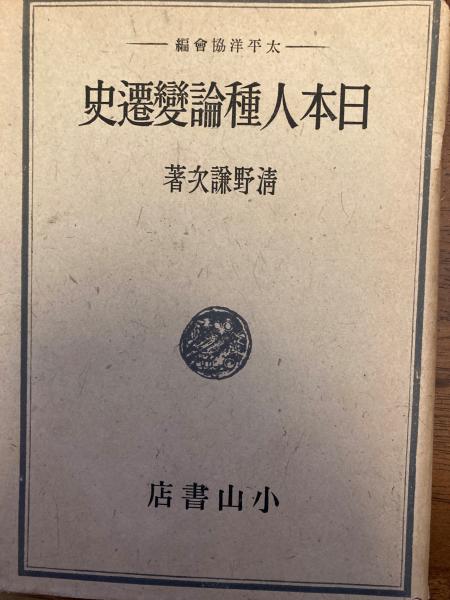 太平洋協會編
日本人種論變遷史
淸野謙次著
小山書店